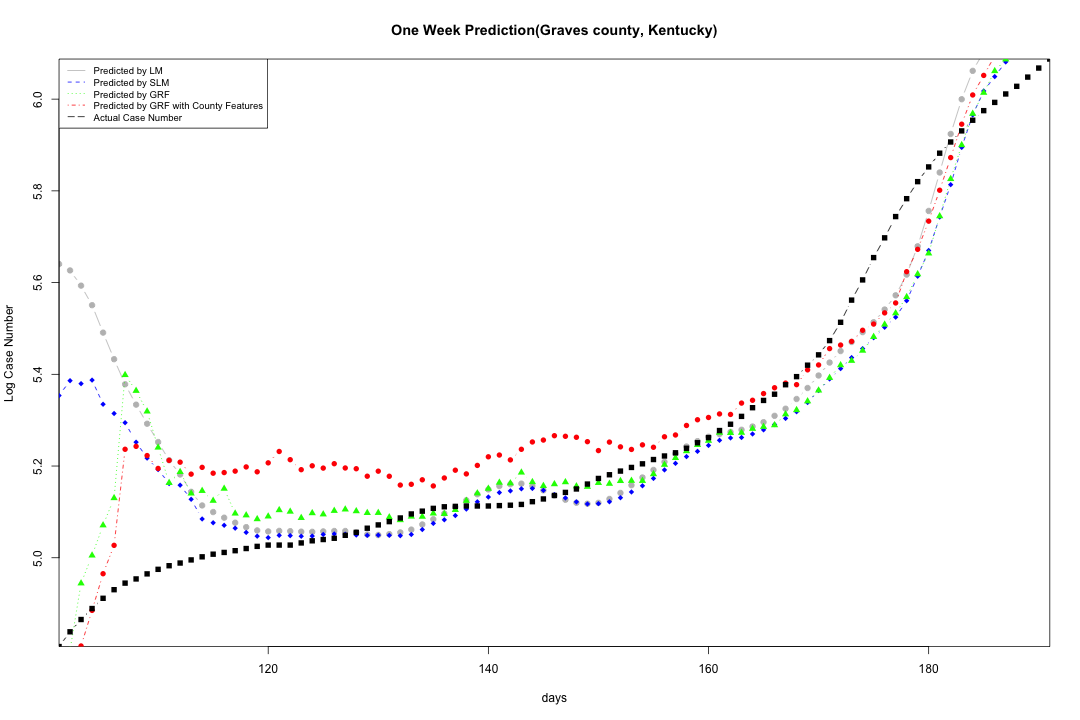 One Week Prediction(Graves county, Kentucky)
Predicted by LM
Predicted by SLM
Predicted by GRF
Predicted by GRF with County Features
Actual Case Number
6.0
5.8
5.6
5.4
5.2
5.0
Log Case Number
120
140
160
180
days